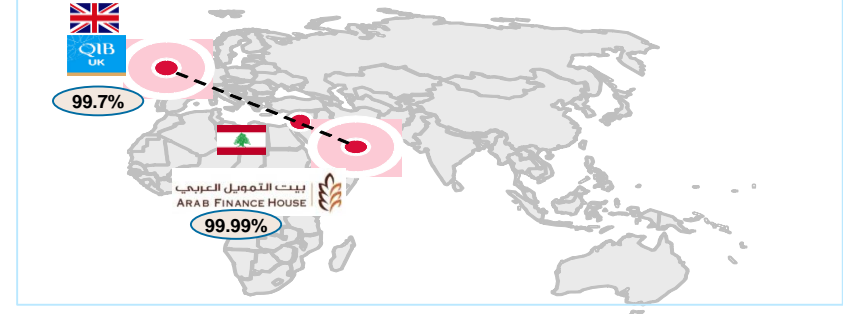 QIB
UK
99.7%
بيت التمويل العربي
ARAB FINANCE HOUSE
99.99%